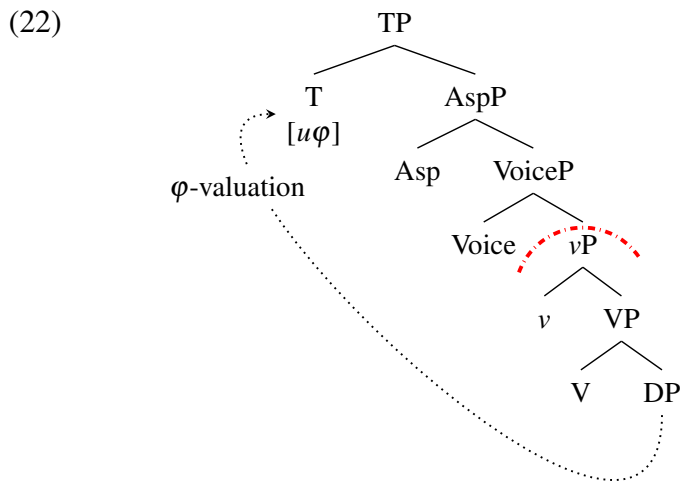 (22) TP
T AspP
[uφ]
Asp VoiceP
φ-valuation
Voice vP
v VP
V DP